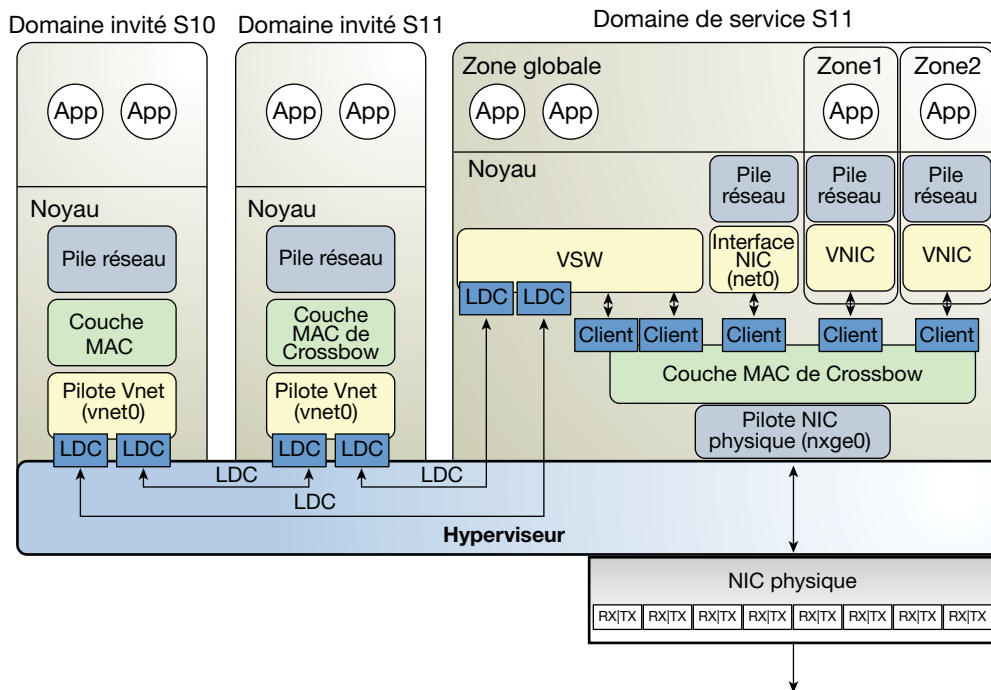 Domaine invité S10
App
App
Noyau
Pile réseau
Couche
MAC
Pilote Vnet
(vnet0)
LDC
LDC
Domaine invité S11
App
App
Noyau
Pile réseau
Couche
MAC de
Crossbow
Pilote Vnet
(vnet0)
LDC
LDC
Domaine de service S11
Zone globale
App
App
Zone1
App
Zone2
App
Noyau
Pile
réseau
Pile
réseau
Pile
réseau
VSW
Interface
NIC
(net0)
VNIC
VNIC
LDC
LDC
Client
Client
Client
Client
Client
Couche MAC de Crossbow
Pilote NIC
physique (nxge0)
LDC
LDC
LDC
Hyperviseur
NIC physique
RX|TX RX|TX RX|TX RX|TX RX|TX RX|TX RX|TX RX|TX